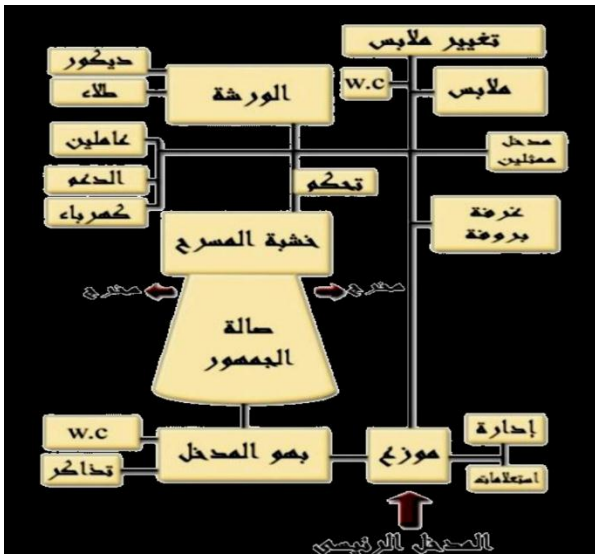 تغيير ملابس
ديكور
الورشة
w.c
ملابس
طلاء
عاملين
مدخل
ممثلين
الدعم
تحكم
كهرباء
غرفة
بروفة
خشبة المسرح
مخرج
مخرج
صالة
الجمهور
w.c
إدارة
بهو المدخل
موزع
تذاكر
استعلامات
المدخل الرئيسى